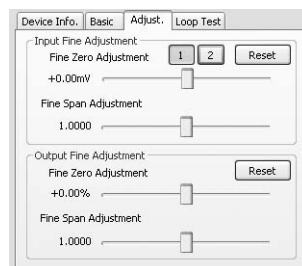 Device Info. Basic Adjust. Loop Test
Input Fine Adjustment
Fine Zero Adjustment 1 2 Reset
+0.00mV
Fine Span Adjustment
1.0000
Output Fine Adjustment
Fine Zero Adjustment Reset
+0.00%
Fine Span Adjustment
1.0000